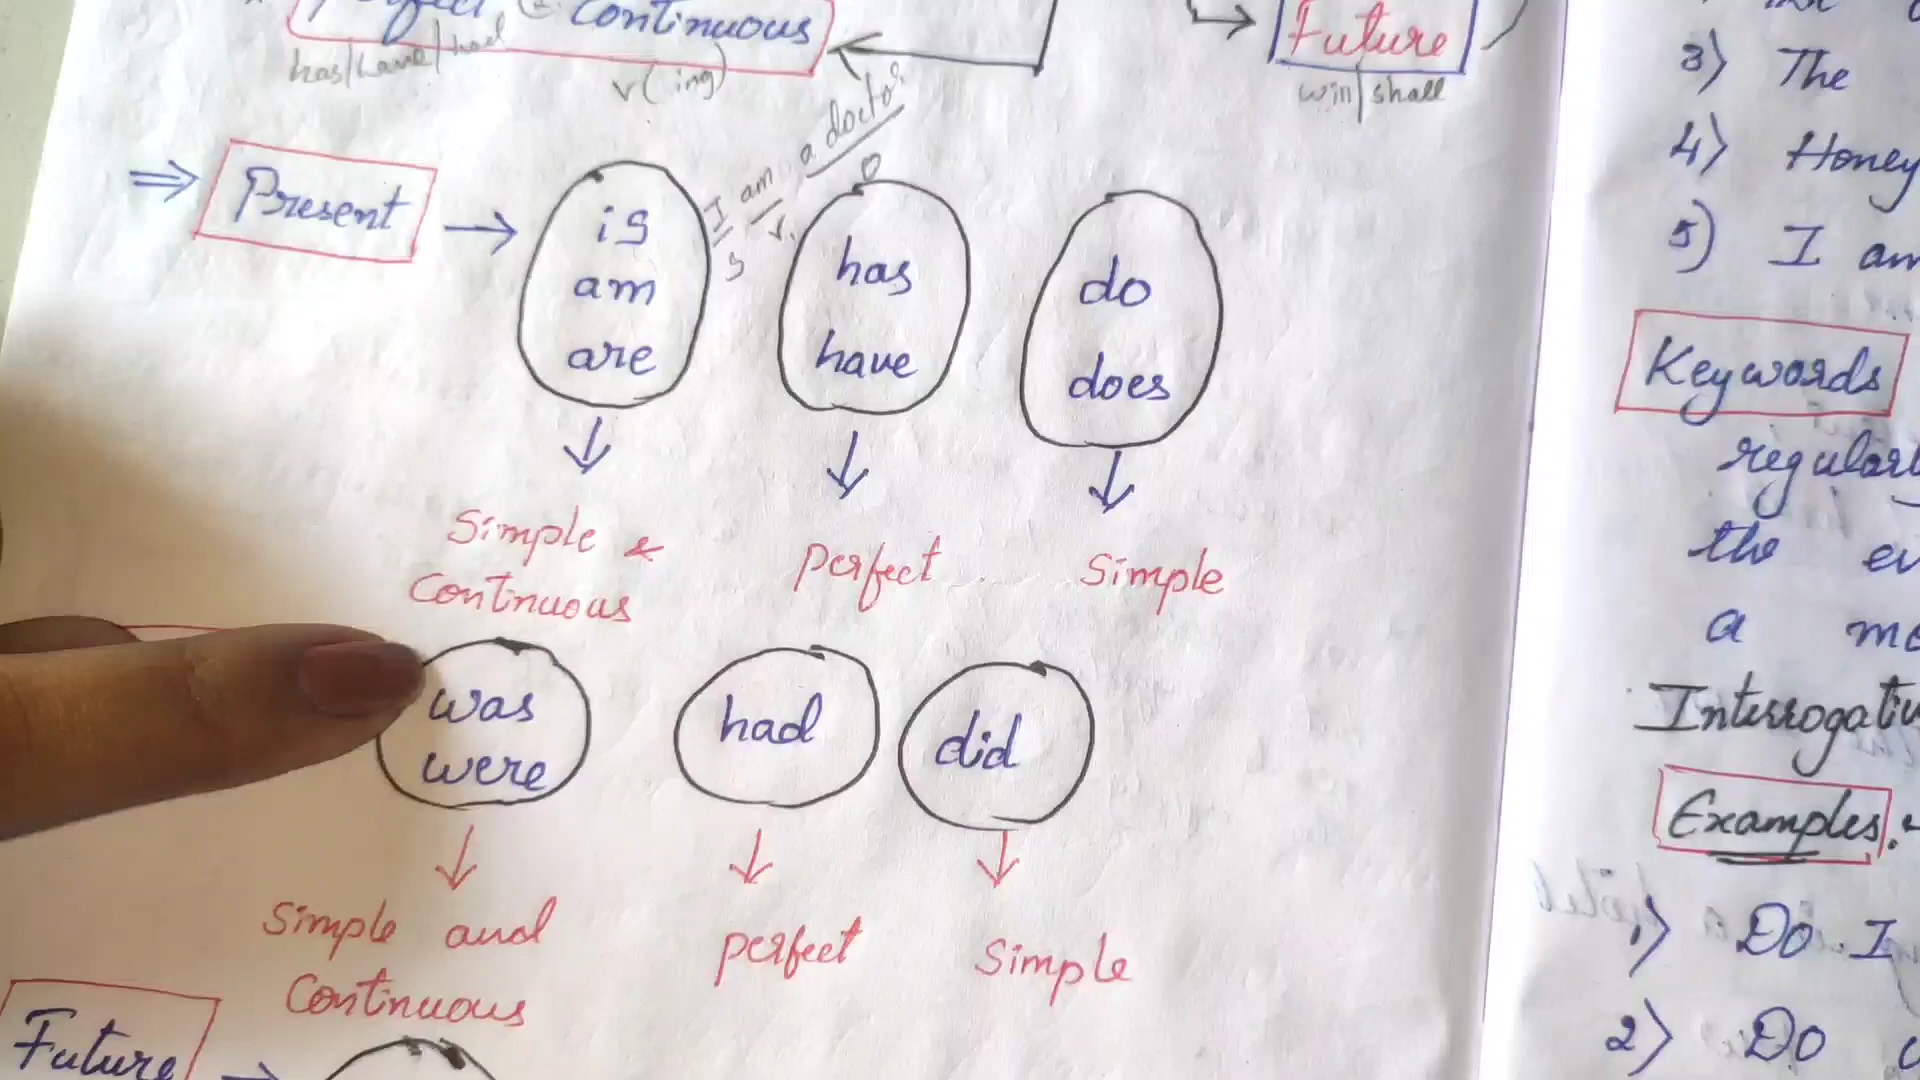 Perfect & Continuous
has/have/had
v(ing)
Future
will/shall
I am a doctor.
S V. O
Present
is
am
are
has
have
do
does
Simple &
Continuous
Perfect
Simple
was
were
had
did
Simple and
Continuous
perfect
Simple
Future
3) The
4) Honey
5) I am
Keywords
the
a
Examples:
1) Do I
2) Do